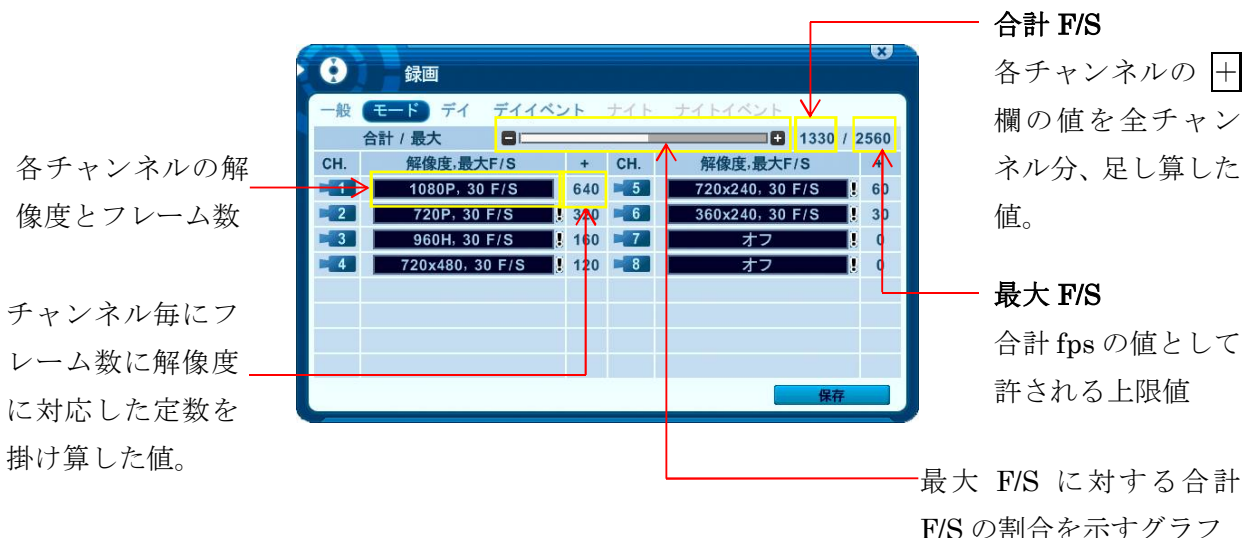 合計 F/S
各チャンネルの ＋
欄の値を全チャン
ネル分、足し算した
値。
録画
一般 モード デイ デイイベント ナイト ナイトイベント
合計 / 最大 1330 / 2560
CH. 解像度,最大F/S + CH. 解像度,最大F/S +
1 1080P, 30 F/S 640 5 720x240, 30 F/S ! 60
2 720P, 30 F/S ! 320 6 360x240, 30 F/S ! 30
3 960H, 30 F/S ! 160 7 オフ ! 0
4 720x480, 30 F/S ! 120 8 オフ ! 0
保存
各チャンネルの解
像度とフレーム数
チャンネル毎にフ
レーム数に解像度
に対応した定数を
掛け算した値。
最大 F/S
合計 fps の値として
許される上限値
最大 F/S に対する合計
F/S の割合を示すグラフ